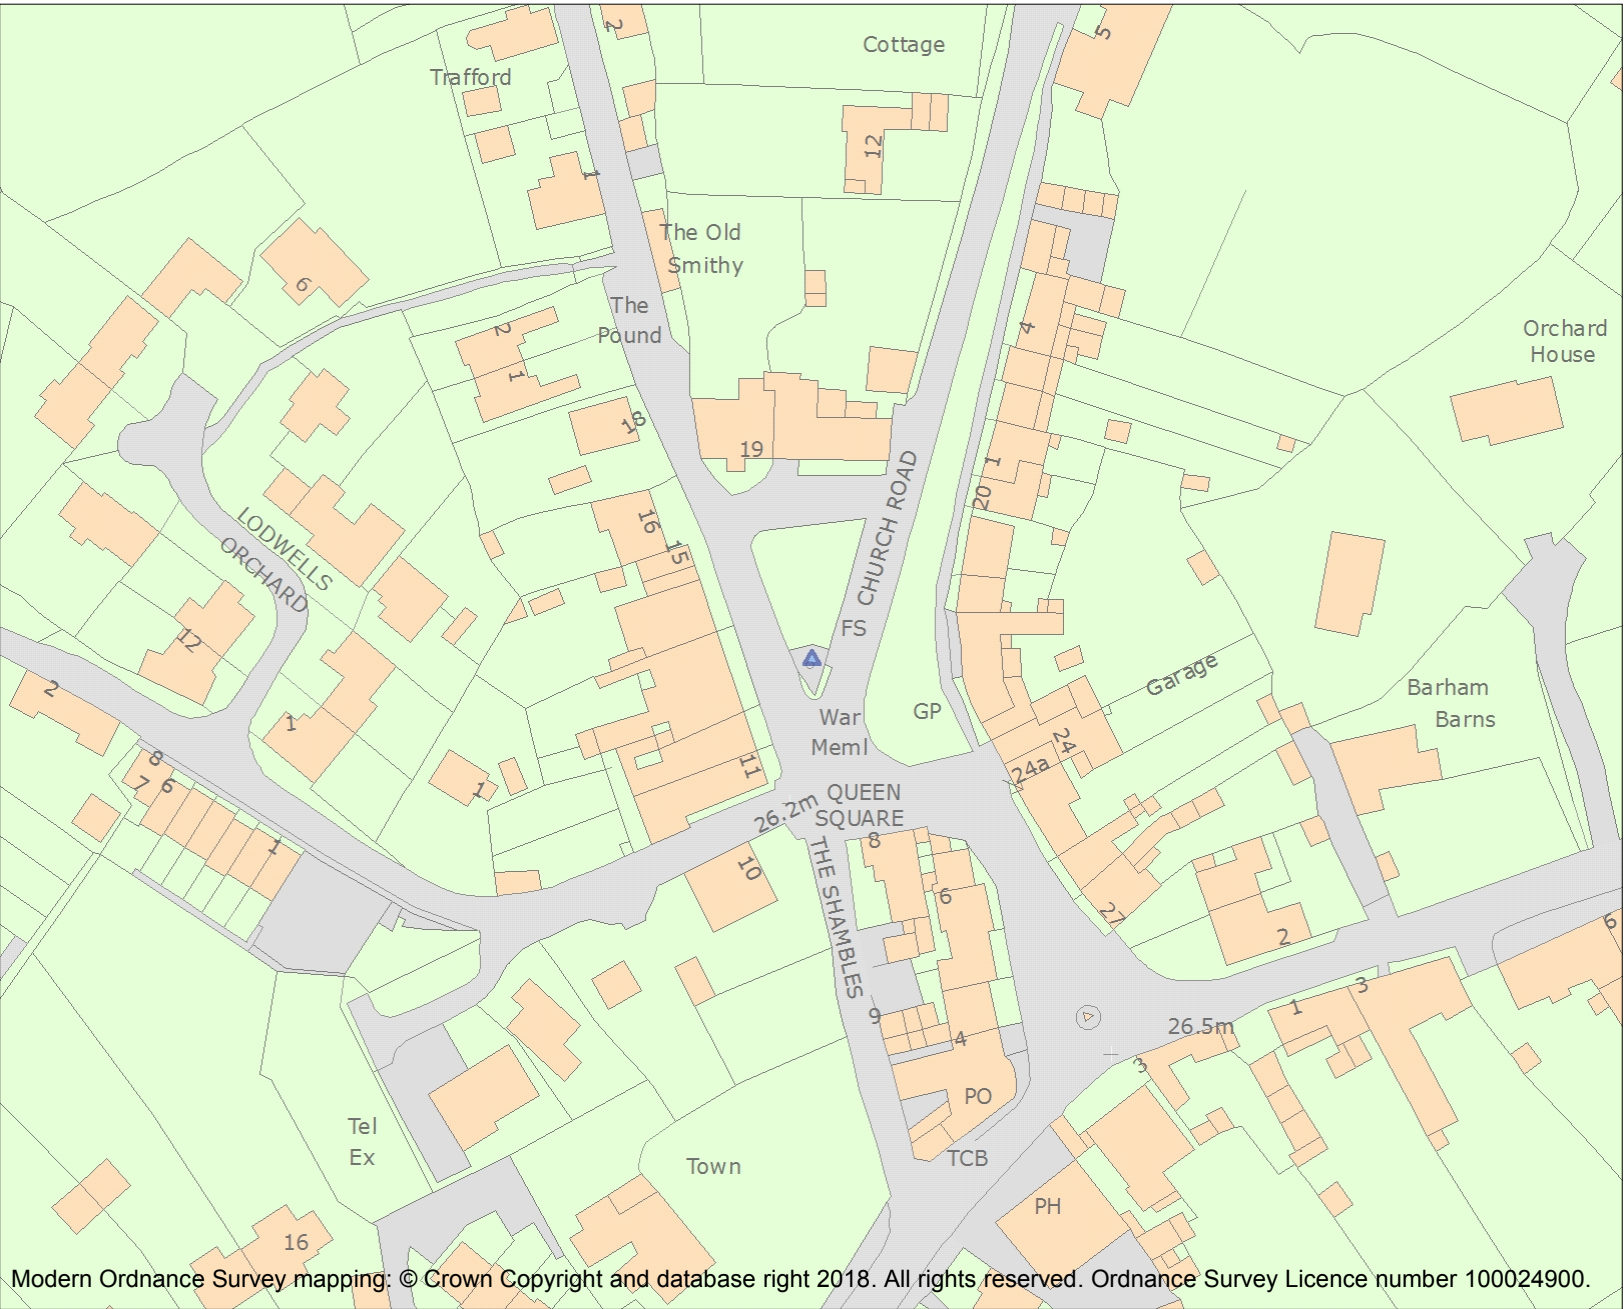 2
5
Cottage
Trafford
12
1
The Old
Smithy
6
The
Pound
2
1
4
Orchard
House
18
19
1
20
CHURCH ROAD
16
15
LODWELLS
ORCHARD
FS
12
Garage
2
1
GP
War
Meml
Barham
Barns
24
24a
11
8
7
6
1
1
26.2m
QUEEN
SQUARE
8
10
THE SHAMBLES
6
27
2
6
9
4
1
3
26.5m
3
PO
Tel
Ex
Town
TCB
PH
16
Modern Ordnance Survey mapping: © Crown Copyright and database right 2018. All rights reserved. Ordnance Survey Licence number 100024900.